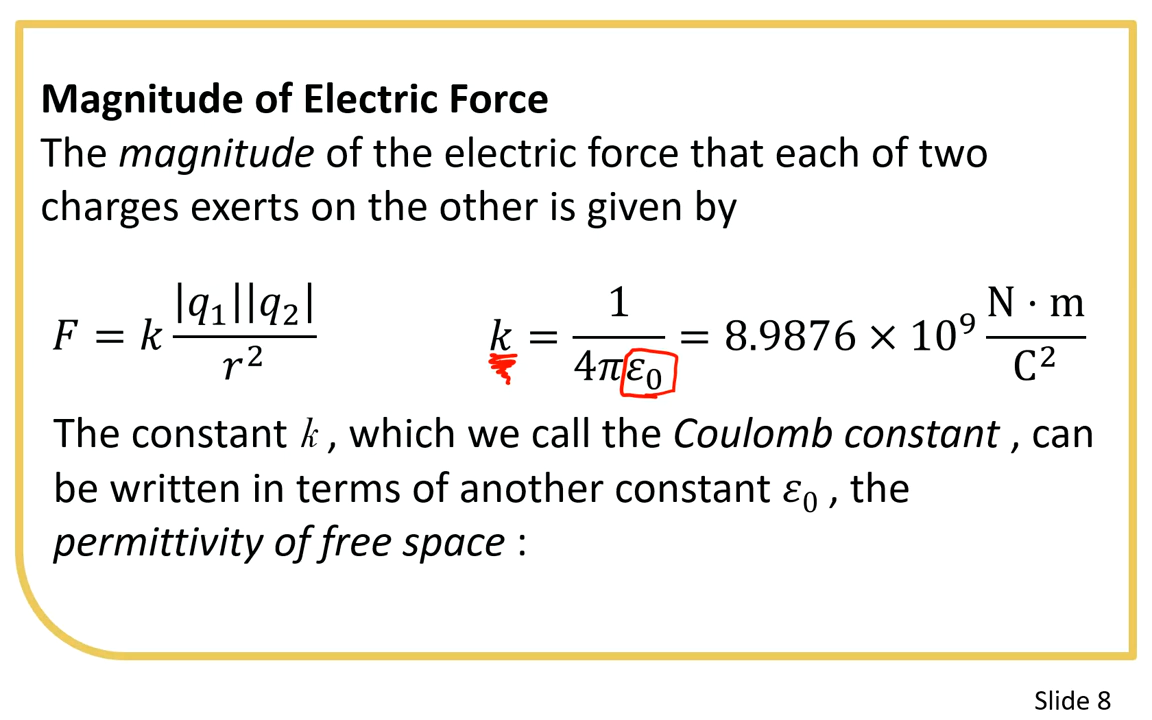 Magnitude of Electric Force
The magnitude of the electric force that each of two
charges exerts on the other is given by
F = k |q₁||q₂| / r²    k = 1 / 4πε₀ = 8.9876 × 10⁹ N · m / C²
The constant k , which we call the Coulomb constant , can
be written in terms of another constant ε₀ , the
permittivity of free space :
Slide 8